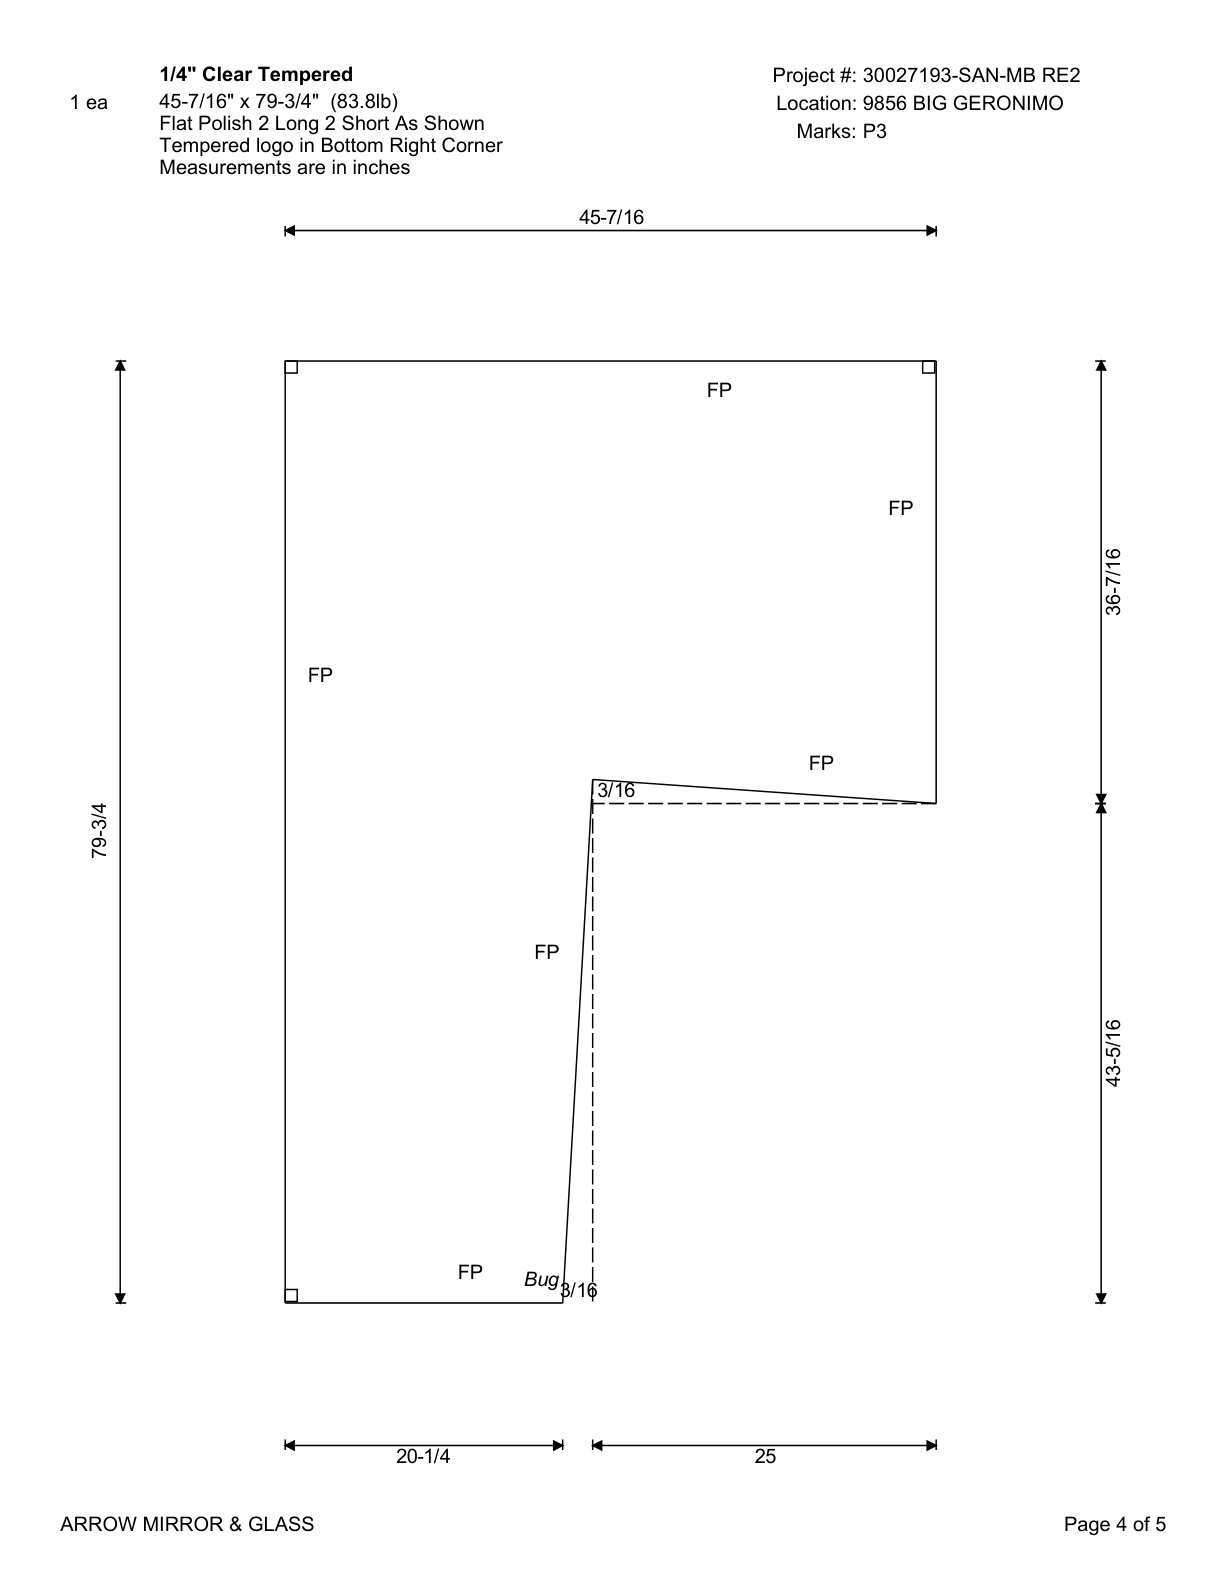 1/4" Clear Tempered
1 ea
45-7/16" x 79-3/4" (83.8lb)
Flat Polish 2 Long 2 Short As Shown
Tempered logo in Bottom Right Corner
Measurements are in inches
Project #: 30027193-SAN-MB RE2
Location: 9856 BIG GERONIMO
Marks: P3
45-7/16
FP
FP
36-7/16
FP
FP
3/16
79-3/4
FP
43-5/16
FP
Bug
3/16
20-1/4
25
ARROW MIRROR & GLASS
Page 4 of 5